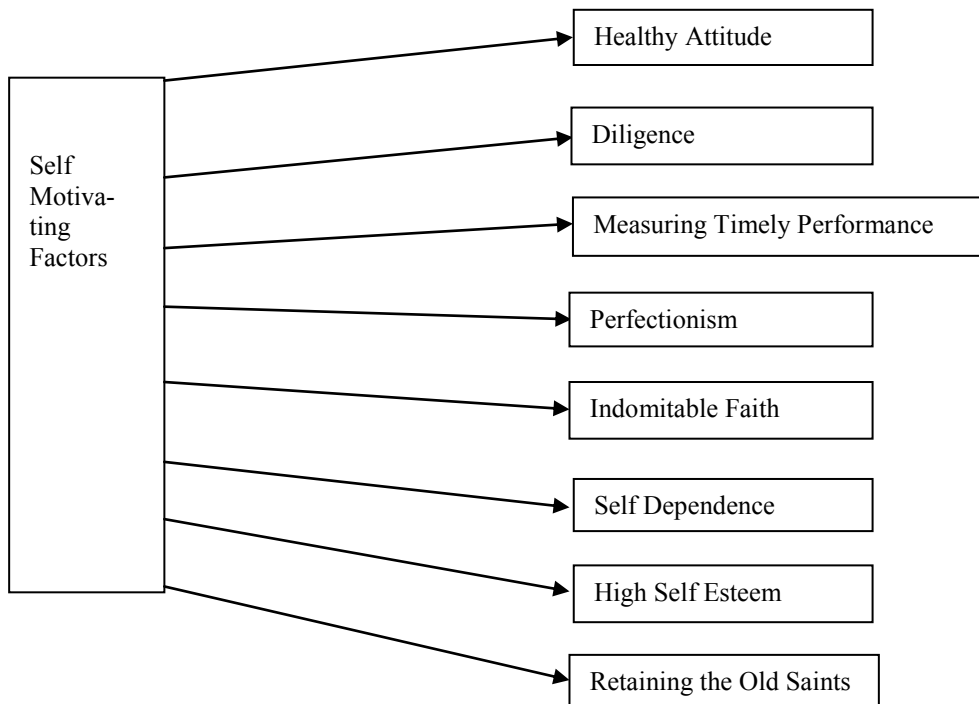 Self
Motiva-
ting
Factors
Healthy Attitude
Diligence
Measuring Timely Performance
Perfectionism
Indomitable Faith
Self Dependence
High Self Esteem
Retaining the Old Saints